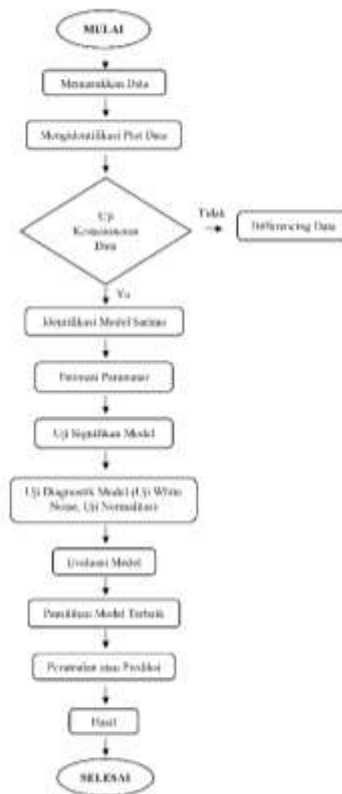 MULAI
Memasukkan Data
Mengidentifikasi Plot Data
Uji
Kestasioneran
Data
Tidak
Differencing Data
Ya
Identifikasi Model Sarima
Estimasi Parameter
Uji Signifikan Model
Uji Diagnostik Model (Uji White
Noise, Uji Normalitas)
Evaluasi Model
Pemilihan Model Terbaik
Peramalan atau Prediksi
Hasil
SELESAI